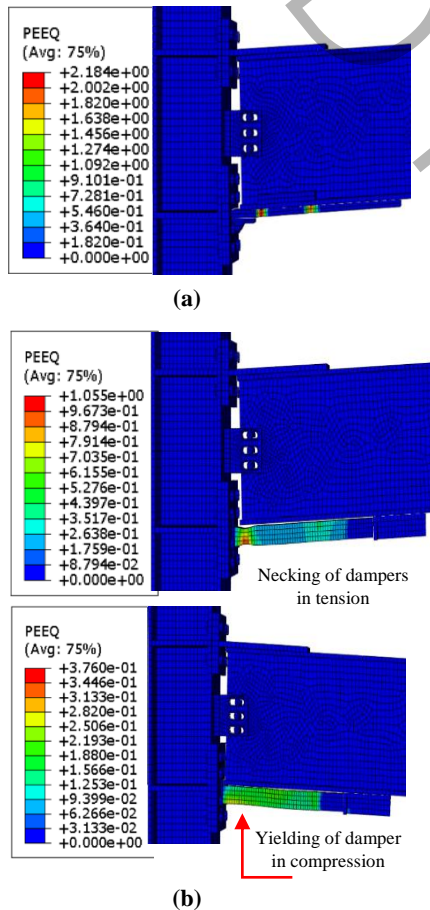 PEEQ
(Avg: 75%)
+2.184e+00
+2.002e+00
+1.820e+00
+1.638e+00
+1.456e+00
+1.274e+00
+1.092e+00
+9.101e-01
+7.281e-01
+5.460e-01
+3.640e-01
+1.820e-01
+0.000e+00
(a)
PEEQ
(Avg: 75%)
+1.055e+00
+9.673e-01
+8.794e-01
+7.914e-01
+7.035e-01
+6.155e-01
+5.276e-01
+4.397e-01
+3.517e-01
+2.638e-01
+1.759e-01
+8.794e-02
+0.000e+00
Necking of dampers
in tension
PEEQ
(Avg: 75%)
+3.760e-01
+3.446e-01
+3.133e-01
+2.820e-01
+2.506e-01
+2.193e-01
+1.880e-01
+1.566e-01
+1.253e-01
+9.399e-02
+6.266e-02
+3.133e-02
+0.000e+00
Yielding of damper
in compression
(b)